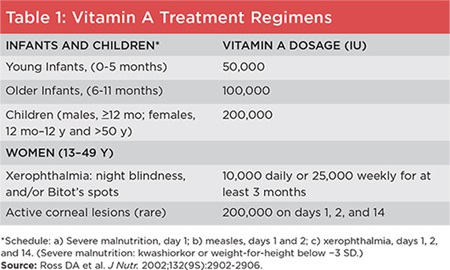 Table 1: Vitamin A Treatment Regimens
INFANTS AND CHILDREN* VITAMIN A DOSAGE (IU)
Young Infants, (0-5 months) 50,000
Older Infants, (6-11 months) 100,000
Children (males, ≥12 mo; females, 200,000
12 mo–12 y and >50 y)
WOMEN (13–49 Y)
Xerophthalmia: night blindness, 10,000 daily or 25,000 weekly for at
and/or Bitot's spots least 3 months
Active corneal lesions (rare) 200,000 on days 1, 2, and 14
*Schedule: a) Severe malnutrition, day 1; b) measles, days 1 and 2; c) xerophthalmia, days 1, 2,
and 14. (Severe malnutrition: kwashiorkor or weight-for-height below −3 SD.)
Source: Ross DA et al. J Nutr. 2002;132(9S):2902-2906.